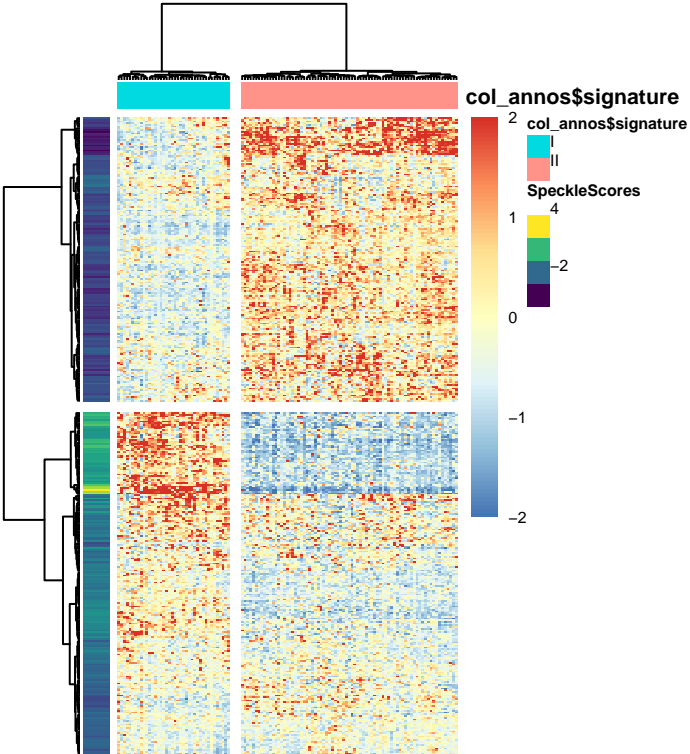 col_annos$signature
2
1
0
−1
−2
col_annos$signature
I
II
SpeckleScores
4
−2